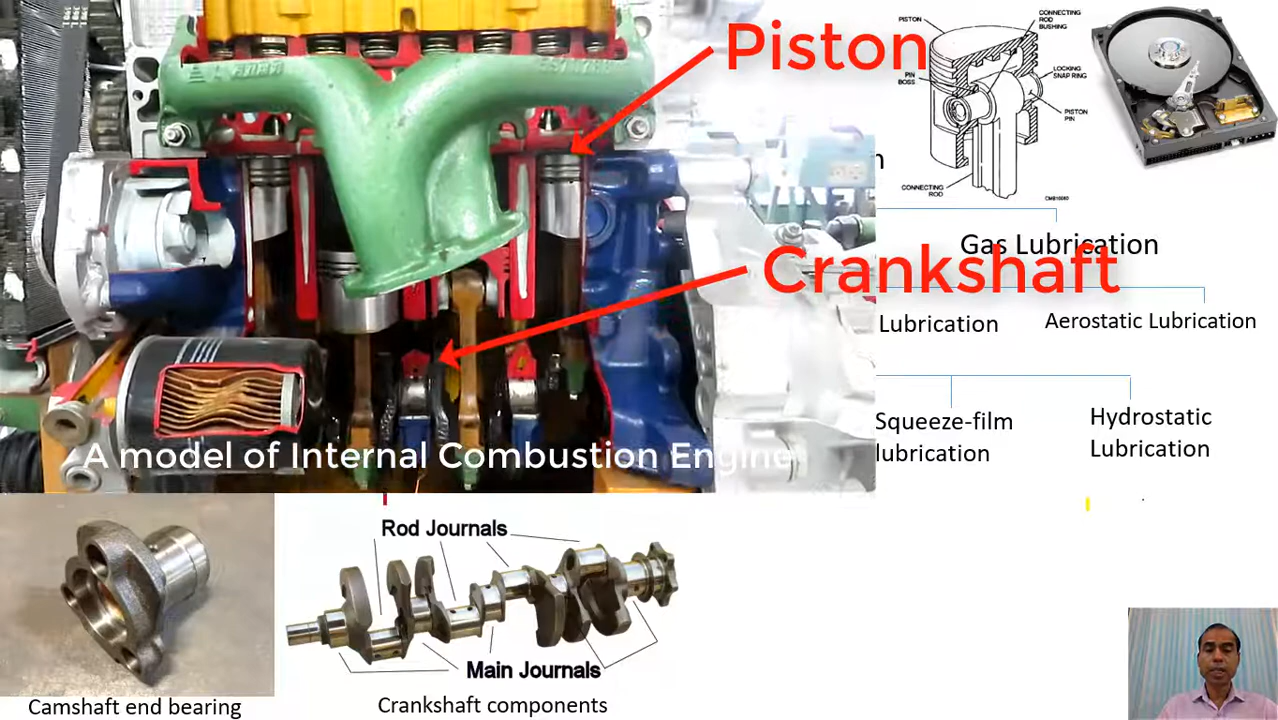 Piston
PISTON
CONNECTING
ROD
BUSHING
LOCKING
SNAP RING
PIN
BOSS
PISTON
PIN
CONNECTING
ROD
Gas Lubrication
Crankshaft
Lubrication
Aerostatic Lubrication
Squeeze-film
lubrication
Hydrostatic
Lubrication
A model of Internal Combustion Engine
Rod Journals
Main Journals
Camshaft end bearing
Crankshaft components